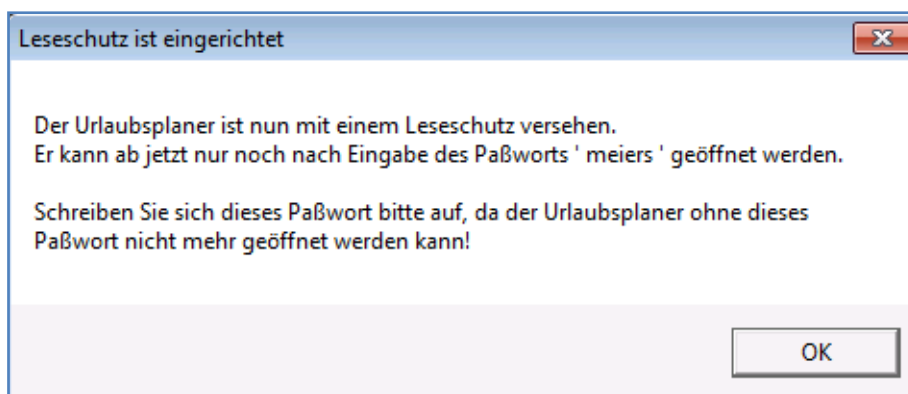 Leseschutz ist eingerichtet
Der Urlaubsplaner ist nun mit einem Leseschutz versehen.
Er kann ab jetzt nur noch nach Eingabe des Paßworts ' meiers ' geöffnet werden.
Schreiben Sie sich dieses Paßwort bitte auf, da der Urlaubsplaner ohne dieses
Paßwort nicht mehr geöffnet werden kann!
OK